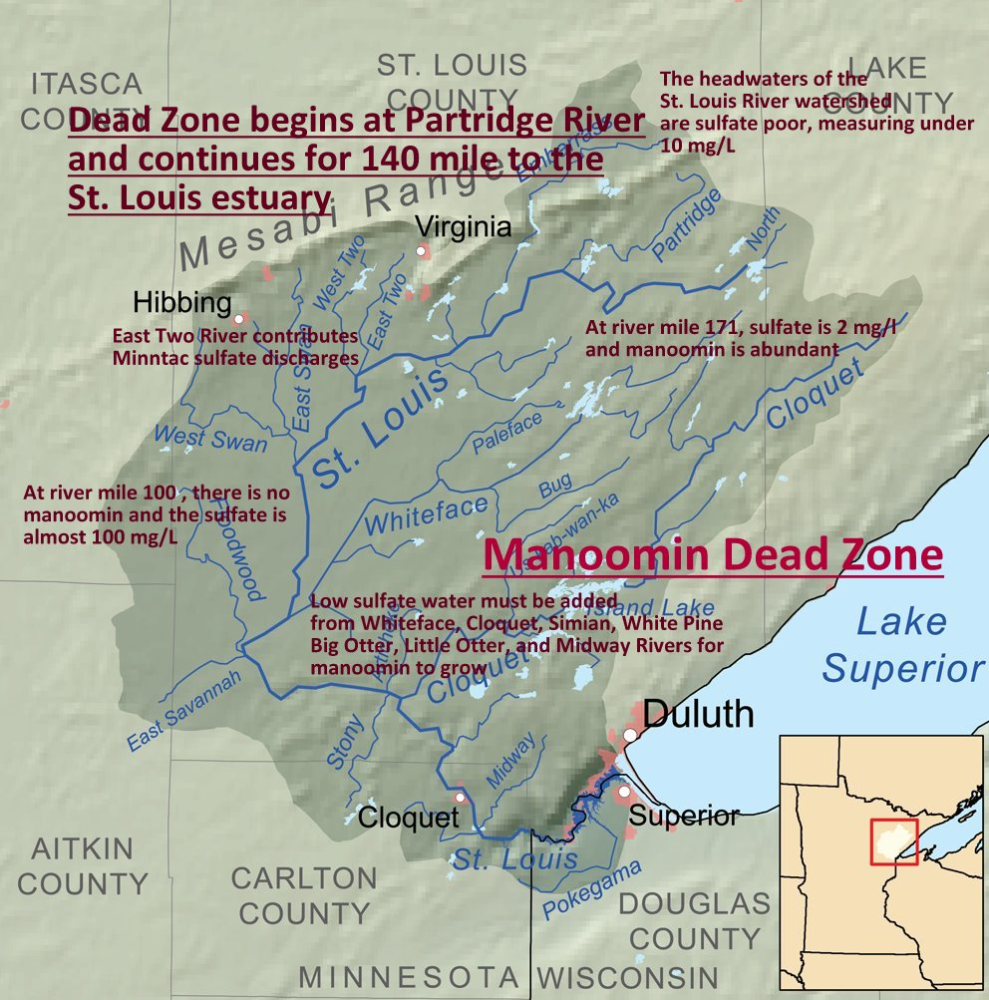 ST. LOUIS
COUNTY
ITASCA
COUNTY
LAKE
COUNTY
The headwaters of the
St. Louis River watershed
are sulfate poor, measuring under
10 mg/L
Dead Zone begins at Partridge River
and continues for 140 mile to the
St. Louis estuary
Embarrass
Mesabi Range
Partridge
North
Virginia
West Two
East Two
Hibbing
East Two River contributes
Minntac sulfate discharges
At river mile 171, sulfate is 2 mg/l
and manoomin is abundant
East Swan
St. Louis
Cloquet
West Swan
Paleface
Bug
Whiteface
At river mile 100 , there is no
manoomin and the sulfate is
almost 100 mg/L
Floodwood
Manoomin Dead Zone
Low sulfate water must be added
from Whiteface, Cloquet, Simian, White Pine
Big Otter, Little Otter, and Midway Rivers for
manoomin to grow
Island Lake
Lake
Superior
Cloquet
East Savannah
Stony
Midway
Duluth
Cloquet
Superior
St. Louis
Pokegama
AITKIN
COUNTY
CARLTON
COUNTY
DOUGLAS
COUNTY
MINNESOTA
WISCONSIN